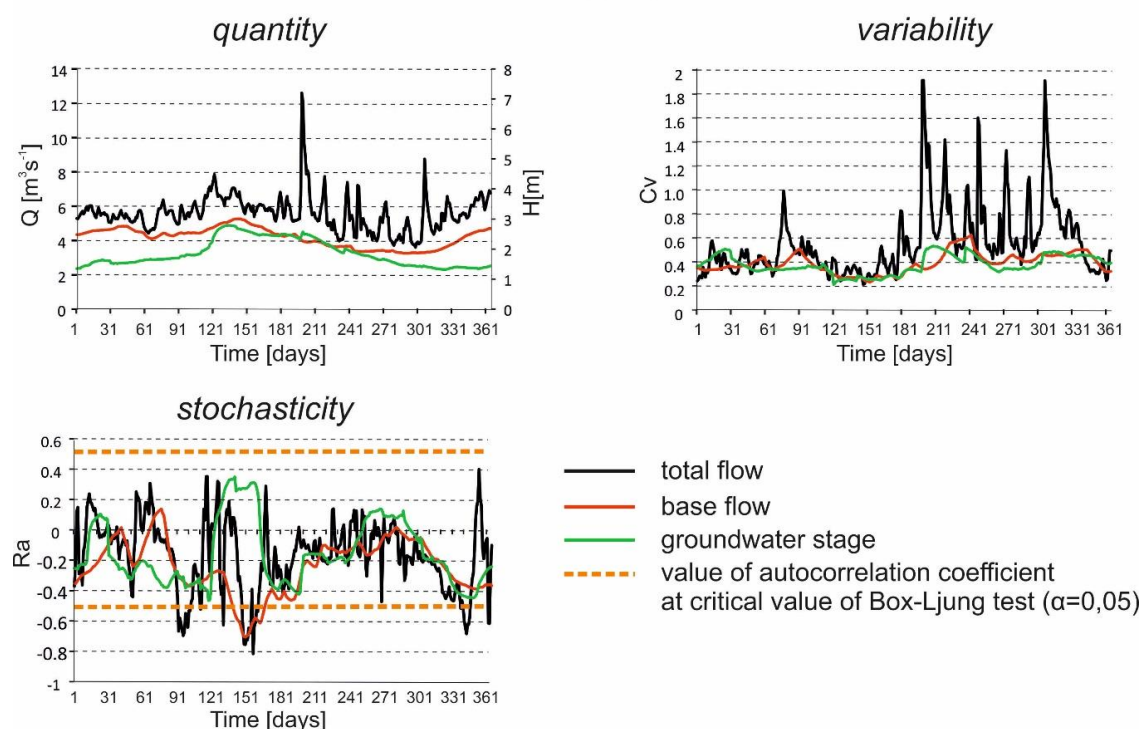 quantity
14
12
10
8
6
4
2
0
Q [m³s⁻¹]
8
7
6
5
4
3
2
1
0
H[m]
1 31 61 91 121 151 181 211 241 271 301 331 361
Time [days]
variability
2
1.8
1.6
1.4
1.2
1.0
0.8
0.6
0.4
0.2
0
Cv
1 31 61 91 121 151 181 211 241 271 301 331 361
Time [days]
stochasticity
0.6
0.4
0.2
0
-0.2
-0.4
-0.6
-0.8
-1
Ra
1 31 61 91 121 151 181 211 241 271 301 331 361
Time [days]
total flow
base flow
groundwater stage
value of autocorrelation coefficient
at critical value of Box-Ljung test (α=0,05)